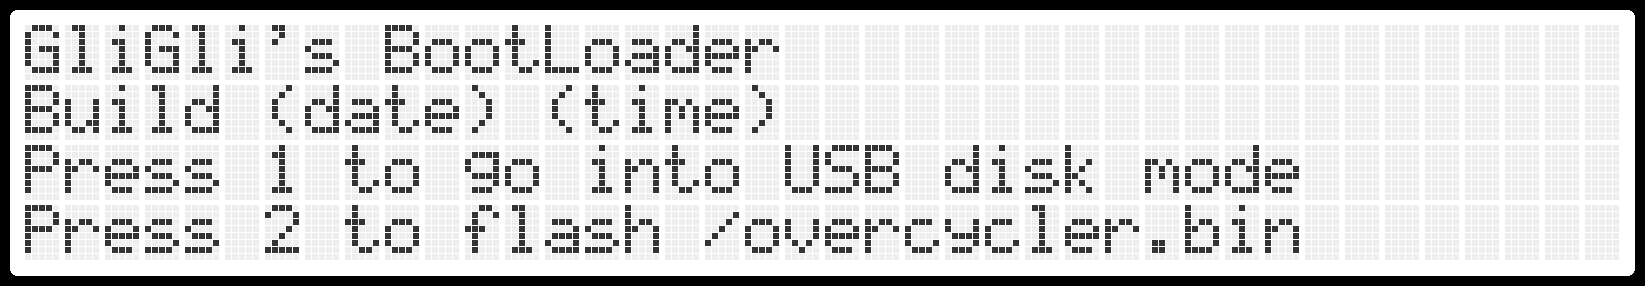 GliGli's BootLoader
Build (date) (time)
Press 1 to go into USB disk mode
Press 2 to flash /overcycler.bin